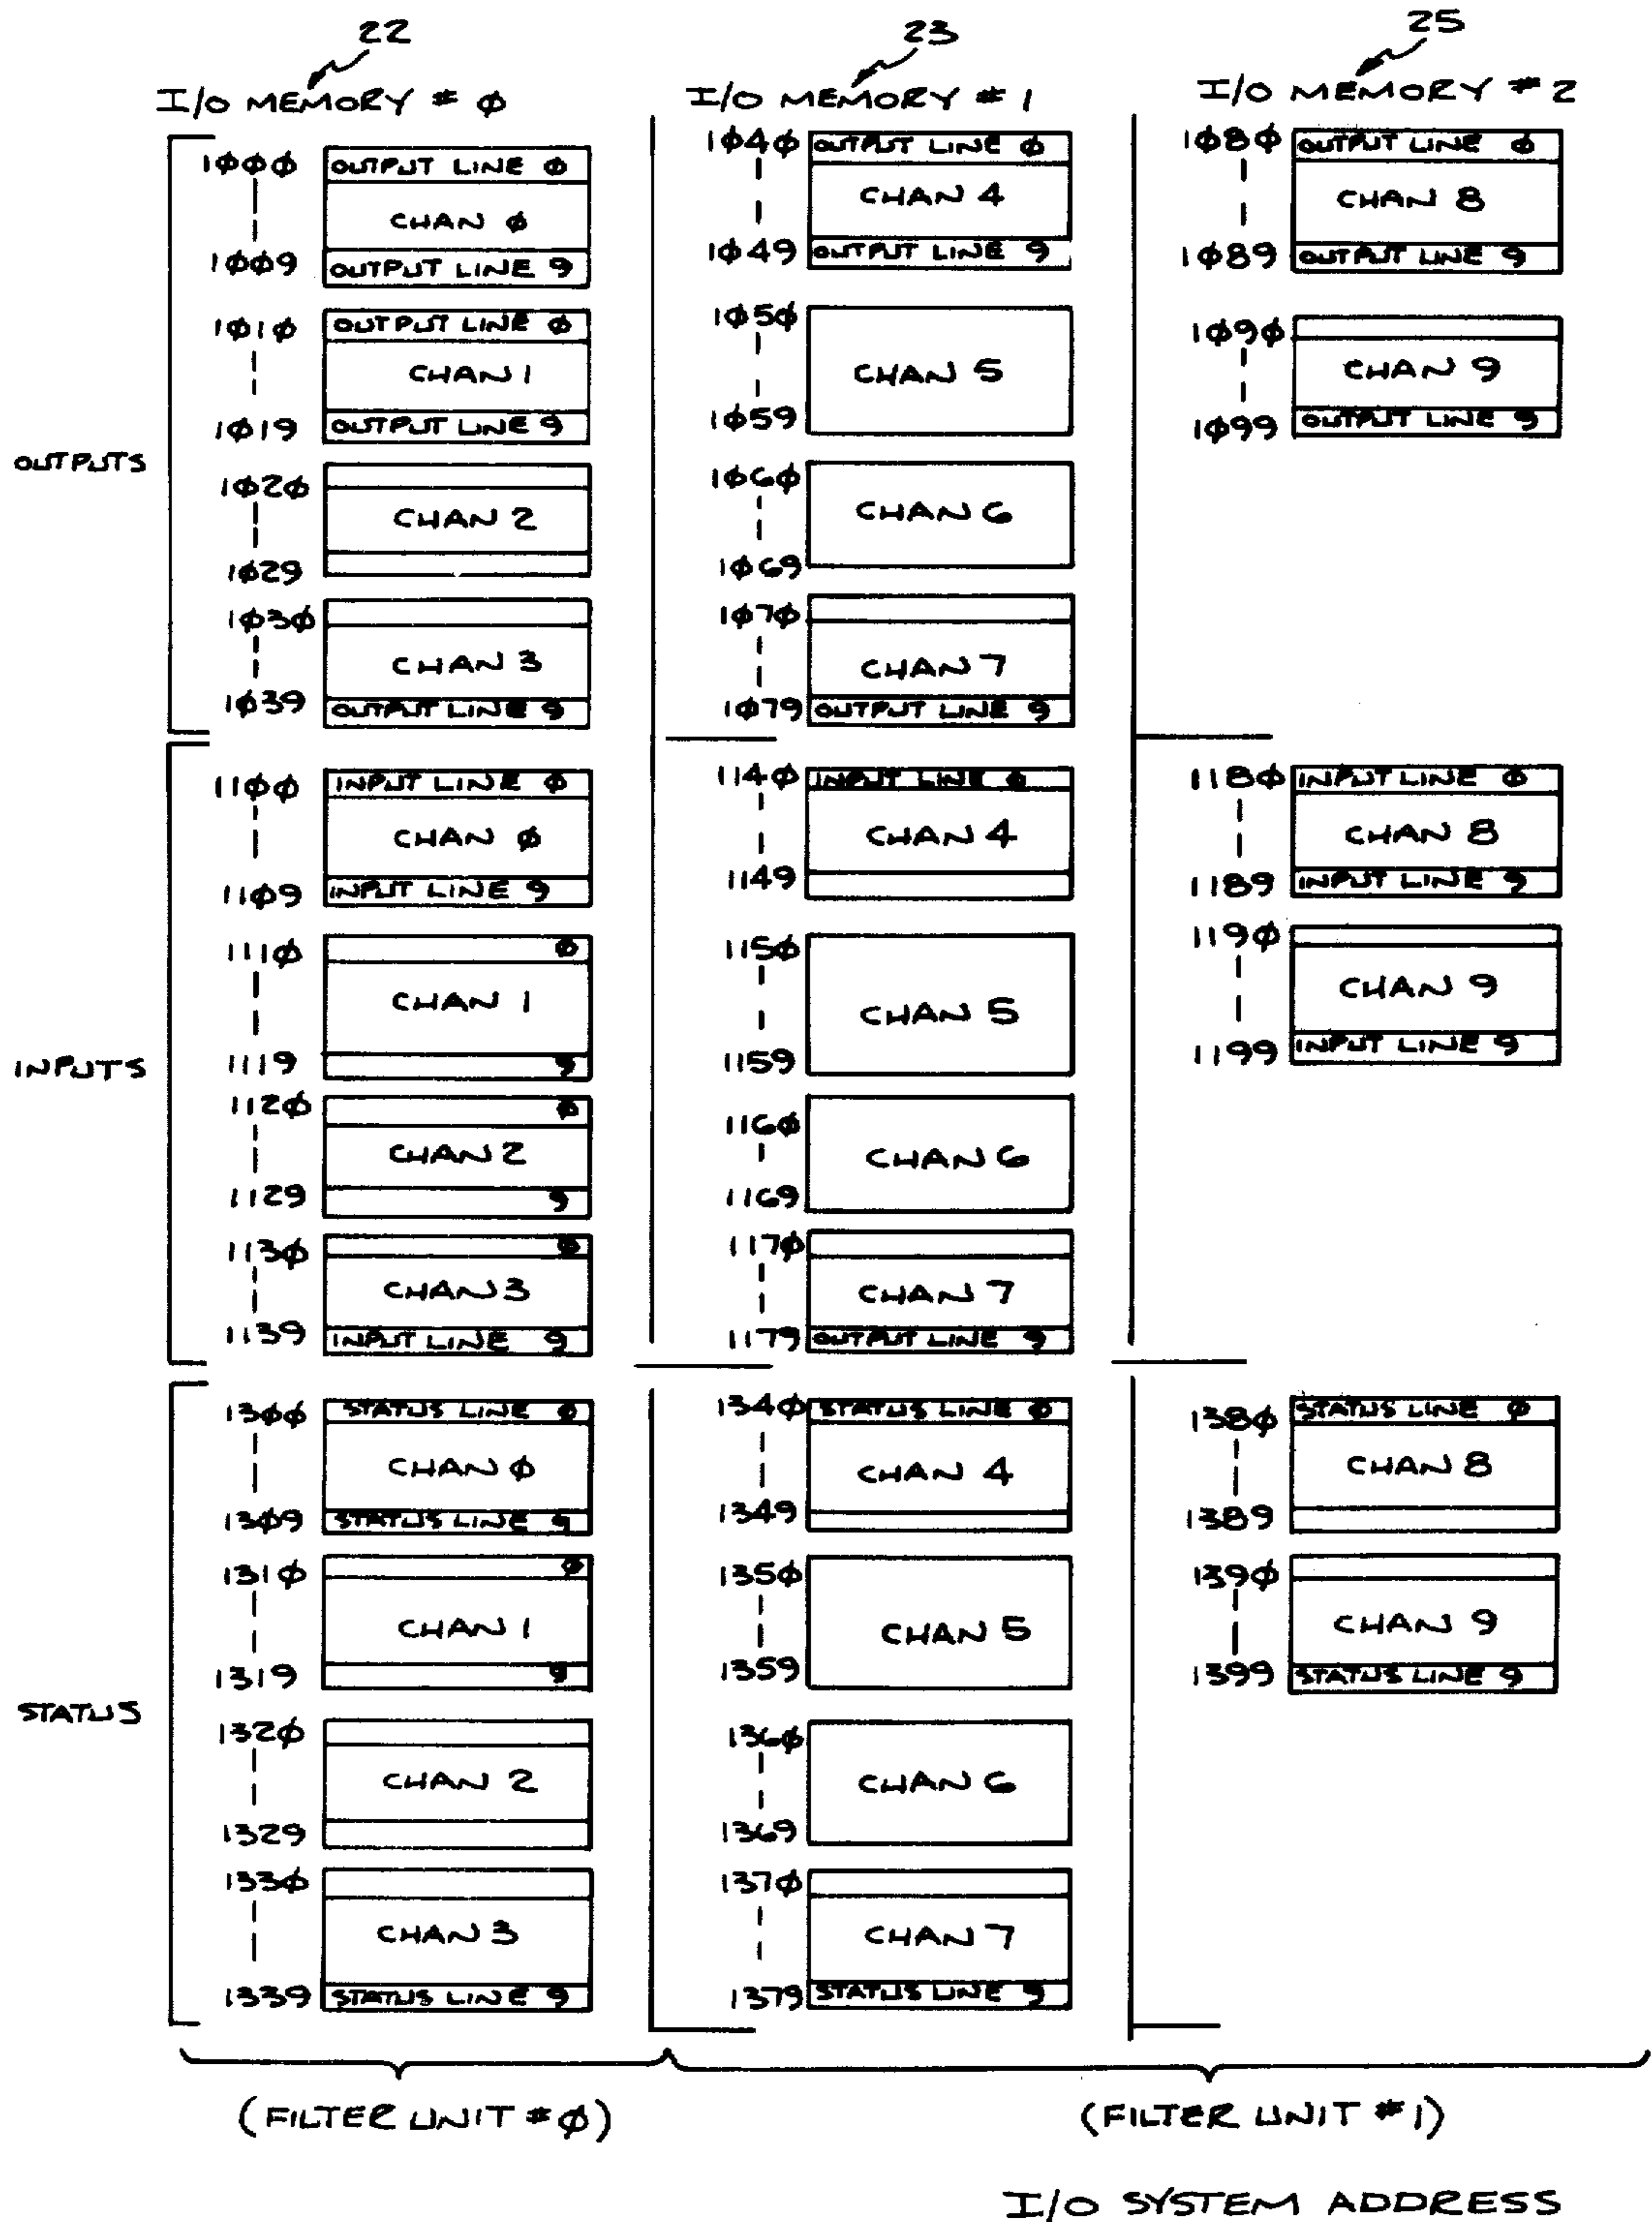 22
I/O MEMORY # φ
1φφφ OUTPUT LINE φ
CHAN φ
1φφ9 OUTPUT LINE 9
1φ1φ OUTPUT LINE φ
CHAN 1
1φ19 OUTPUT LINE 9
OUTPUTS
1φ2φ
CHAN 2
1φ29
1φ3φ
CHAN 3
1φ39 OUTPUT LINE 9
11φφ INPUT LINE φ
CHAN φ
11φ9 INPUT LINE 9
111φ φ
CHAN 1
1119 9
INPUTS
112φ φ
CHAN 2
1129 9
113φ φ
CHAN 3
1139 INPUT LINE 9
13φφ STATUS LINE φ
CHAN φ
13φ9 STATUS LINE 9
131φ φ
CHAN 1
1319 9
STATUS
132φ
CHAN 2
1329
133φ
CHAN 3
1339 STATUS LINE 9
(FILTER UNIT # φ)
23
I/O MEMORY # 1
1φ4φ OUTPUT LINE φ
CHAN 4
1φ49 OUTPUT LINE 9
1φ5φ
CHAN 5
1φ59
1φ6φ
CHAN 6
1φ69
1φ7φ
CHAN 7
1φ79 OUTPUT LINE 9
114φ INPUT LINE φ
CHAN 4
1149
115φ
CHAN 5
1159
116φ
CHAN 6
1169
117φ
CHAN 7
1179 OUTPUT LINE 9
134φ STATUS LINE φ
CHAN 4
1349
135φ
CHAN 5
1359
136φ
CHAN 6
1369
137φ
CHAN 7
1379 STATUS LINE 9
25
I/O MEMORY # 2
1φ8φ OUTPUT LINE φ
CHAN 8
1φ89 OUTPUT LINE 9
1φ9φ
CHAN 9
1φ99 OUTPUT LINE 9
118φ INPUT LINE φ
CHAN 8
1189 INPUT LINE 9
119φ
CHAN 9
1199 INPUT LINE 9
138φ STATUS LINE φ
CHAN 8
1389
139φ
CHAN 9
1399 STATUS LINE 9
(FILTER UNIT # 1)
I/O SYSTEM ADDRESS